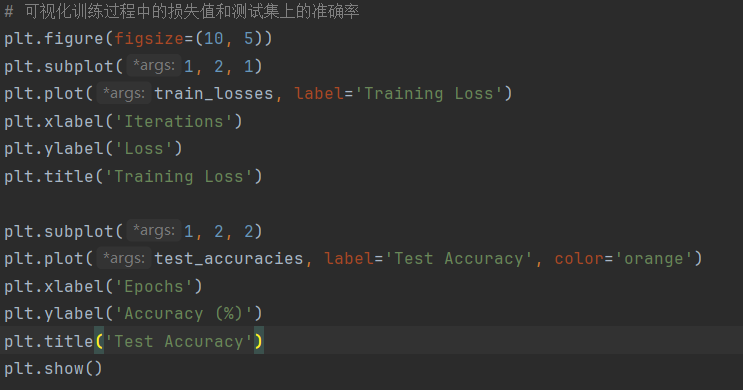 # 可视化训练过程中的损失值和测试集上的准确率
plt.figure(figsize=(10, 5))
plt.subplot(*args: 1, 2, 1)
plt.plot(*args: train_losses, label='Training Loss')
plt.xlabel('Iterations')
plt.ylabel('Loss')
plt.title('Training Loss')

plt.subplot(*args: 1, 2, 2)
plt.plot(*args: test_accuracies, label='Test Accuracy', color='orange')
plt.xlabel('Epochs')
plt.ylabel('Accuracy (%)')
plt.title('Test Accuracy')
plt.show()